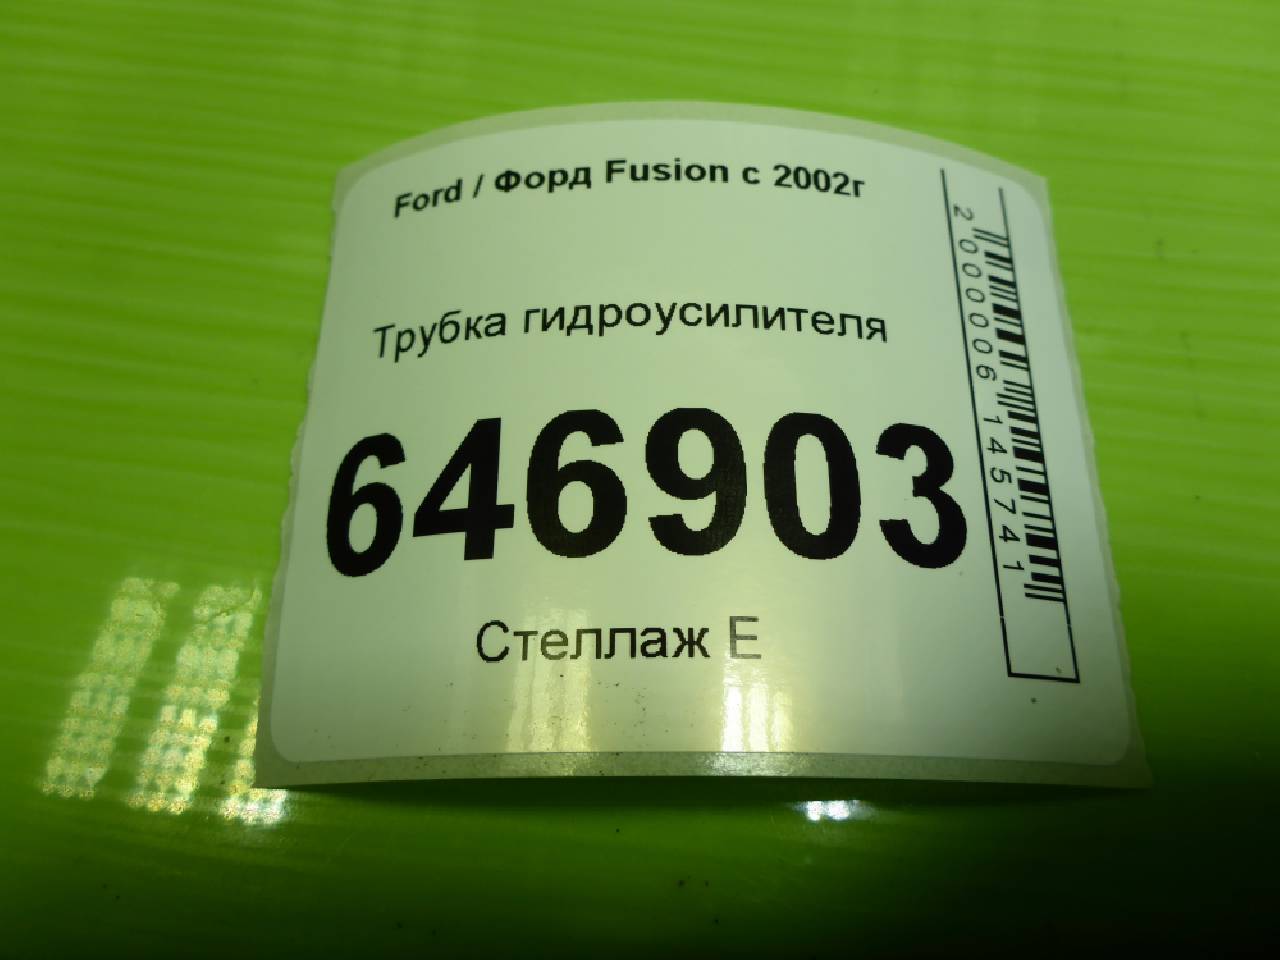 Ford / Форд Fusion с 2002г
Трубка гидроусилителя
646903
Стеллаж Е
2000006145741